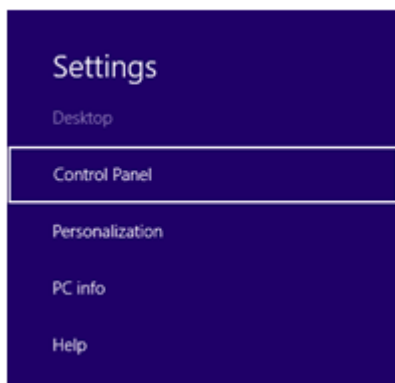 Settings
Desktop
Control Panel
Personalization
PC info
Help